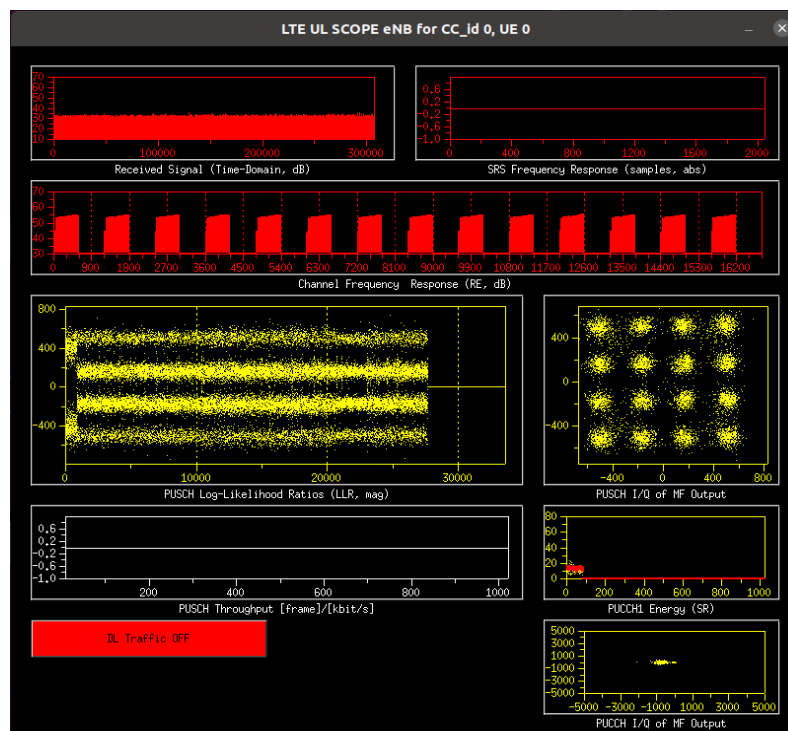 LTE UL SCOPE eNB for CC_id 0, UE 0
70
60
50
40
30
20
10
0 100000 200000 300000
Received Signal (Time-Domain, dB)
0.6
0.2
-0.2
-0.6
-1.0
0 400 800 1200 1600 2000
SRS Frequency Response (samples, abs)
70
60
50
40
30
0 900 1800 2700 3600 4500 5400 6300 7200 8100 9000 9900 10800 11700 12600 13500 14400 15300 16200
Channel Frequency Response (RE, dB)
800
400
0
-400
0 10000 20000 30000
PUSCH Log-Likelihood Ratios (LLR, mag)
400
0
-400
-400 0 400 800
PUSCH I/Q of MF Output
0.6
0.2
-0.2
-0.6
-1.0
200 400 600 800 1000
PUSCH Throughput [frame]/[kbit/s]
80
60
40
20
0
0 200 400 600 800 1000
PUCCH1 Energy (SR)
DL Traffic OFF
5000
3000
1000
-1000
-3000
-5000
-5000 -3000 -1000 1000 3000 5000
PUCCH I/Q of MF Output